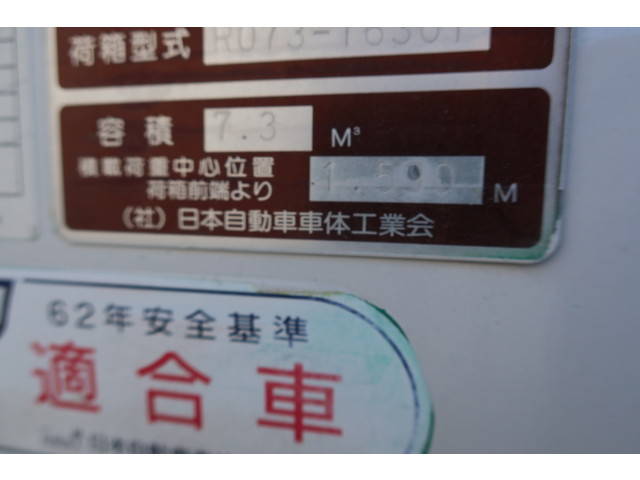 荷箱型式
容積 7.3 M³
積載荷重中心位置
荷箱前端より 1.590 M
(社)日本自動車車体工業会
62年安全基準
適合車